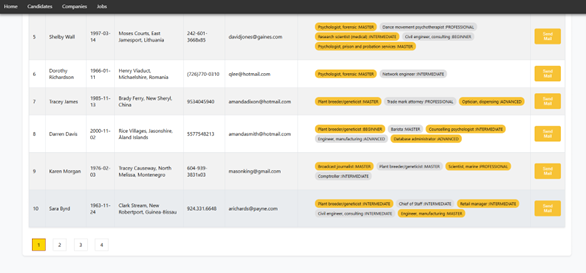 Home Candidates Companies Jobs
5 Shelby Wall 1997-03-14 Moses Courts, East Jamesport, Lithuania 242-601-3668x85 davidjones@gaines.com Psychologist, forensic :MASTER Dance movement psychotherapist :PROFESSIONAL Send Mail
Research scientist (medical) :INTERMEDIATE Civil engineer, consulting :BEGINNER
Psychologist, prison and probation services :MASTER
6 Dorothy Richardson 1986-01-11 Henry Viaduct, Michaelshire, Romania (726)770-0310 qlee@hotmail.com Psychologist, forensic :MASTER Network engineer :INTERMEDIATE Send Mail
7 Tracey James 1985-11-13 Brady Ferry, New Sheryl, China 9534045940 amandadixon@hotmail.com Plant breeder/geneticist :MASTER Trade mark attorney :PROFESSIONAL Optician, dispensing :ADVANCED Send Mail
8 Darren Davis 2000-11-02 Rice Villages, Jasonshire, Åland Islands 5577548213 amandasmith@hotmail.com Plant breeder/geneticist :BEGINNER Barista :MASTER Counselling psychologist :INTERMEDIATE Send Mail
Engineer, manufacturing :ADVANCED Database administrator :ADVANCED
9 Karen Morgan 1976-02-03 Tracey Causeway, North Melissa, Montenegro 604-939-3831x03 masonking@gmail.com Broadcast journalist :MASTER Plant breeder/geneticist :MASTER Scientist, marine :PROFESSIONAL Send Mail
Comptroller :INTERMEDIATE
10 Sara Byrd 1963-11-24 Clark Stream, New Robertport, Guinea-Bissau 924.531.6648 arichards@payne.com Plant breeder/geneticist :INTERMEDIATE Chief of Staff :INTERMEDIATE Retail manager :INTERMEDIATE Send Mail
Civil engineer, consulting :INTERMEDIATE Engineer, manufacturing :MASTER
1 2 3 4